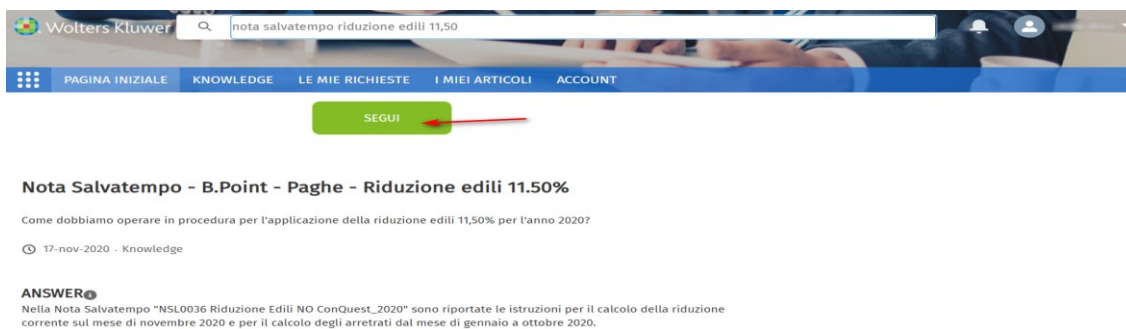 Wolters Kluwer
nota salvatempo riduzione edili 11,50
PAGINA INIZIALE KNOWLEDGE LE MIE RICHIESTE I MIEI ARTICOLI ACCOUNT
SEGUI
Nota Salvatempo - B.Point - Paghe - Riduzione edili 11.50%
Come dobbiamo operare in procedura per l'applicazione della riduzione edili 11,50% per l'anno 2020?
17-nov-2020 - Knowledge
ANSWER
Nella Nota Salvatempo "NSL0036 Riduzione Edili NO ConQuest_2020" sono riportate le istruzioni per il calcolo della riduzione
corrente sul mese di novembre 2020 e per il calcolo degli arretrati dal mese di gennaio a ottobre 2020.